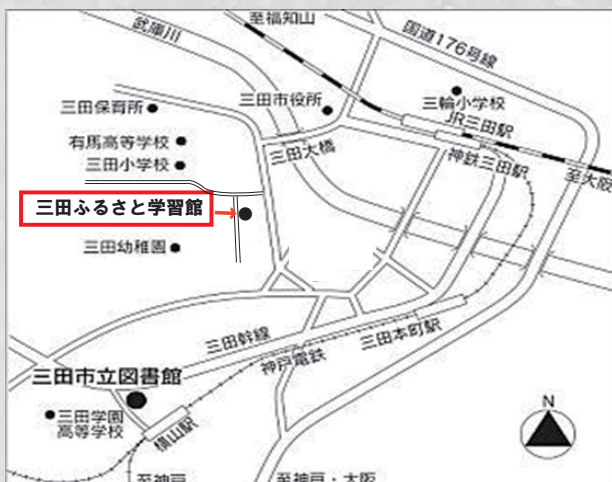 至福知山
武庫川
国道176号線
三田保育所
三田市役所
三輪小学校
JR三田駅
有馬高等学校
三田大橋
三田小学校
神鉄三田駅
至大阪
三田ふるさと学習館
三田幼稚園
三田幹線
三田本町駅
神戸電鉄
三田市立図書館
三田学園
高等学校
横山駅
N
至神戸
至神戸・大阪